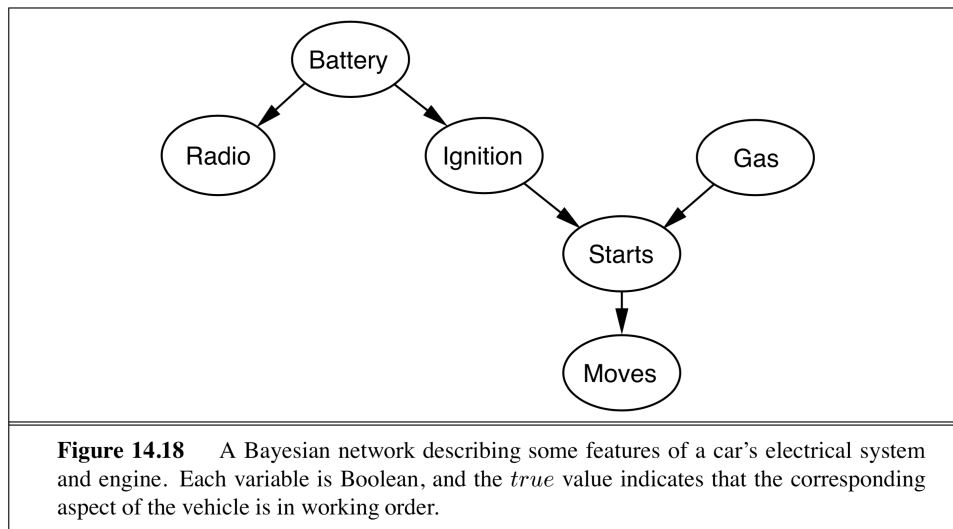 Battery
Radio
Ignition
Gas
Starts
Moves
Figure 14.18 A Bayesian network describing some features of a car's electrical system
and engine. Each variable is Boolean, and the true value indicates that the corresponding
aspect of the vehicle is in working order.